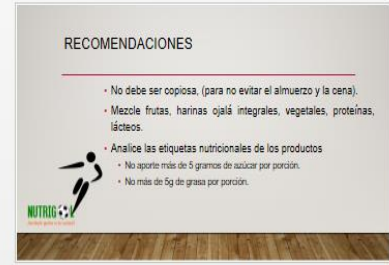 RECOMENDACIONES
• No debe ser copiosa, (para no evitar el almuerzo y la cena).
• Mezcle frutas, harinas ojalá integrales, vegetales, proteínas,
lácteos.
• Analice las etiquetas nutricionales de los productos
• No aporte más de 5 gramos de azúcar por porción.
• No más de 5g de grasa por porción.
NUTRIGOL